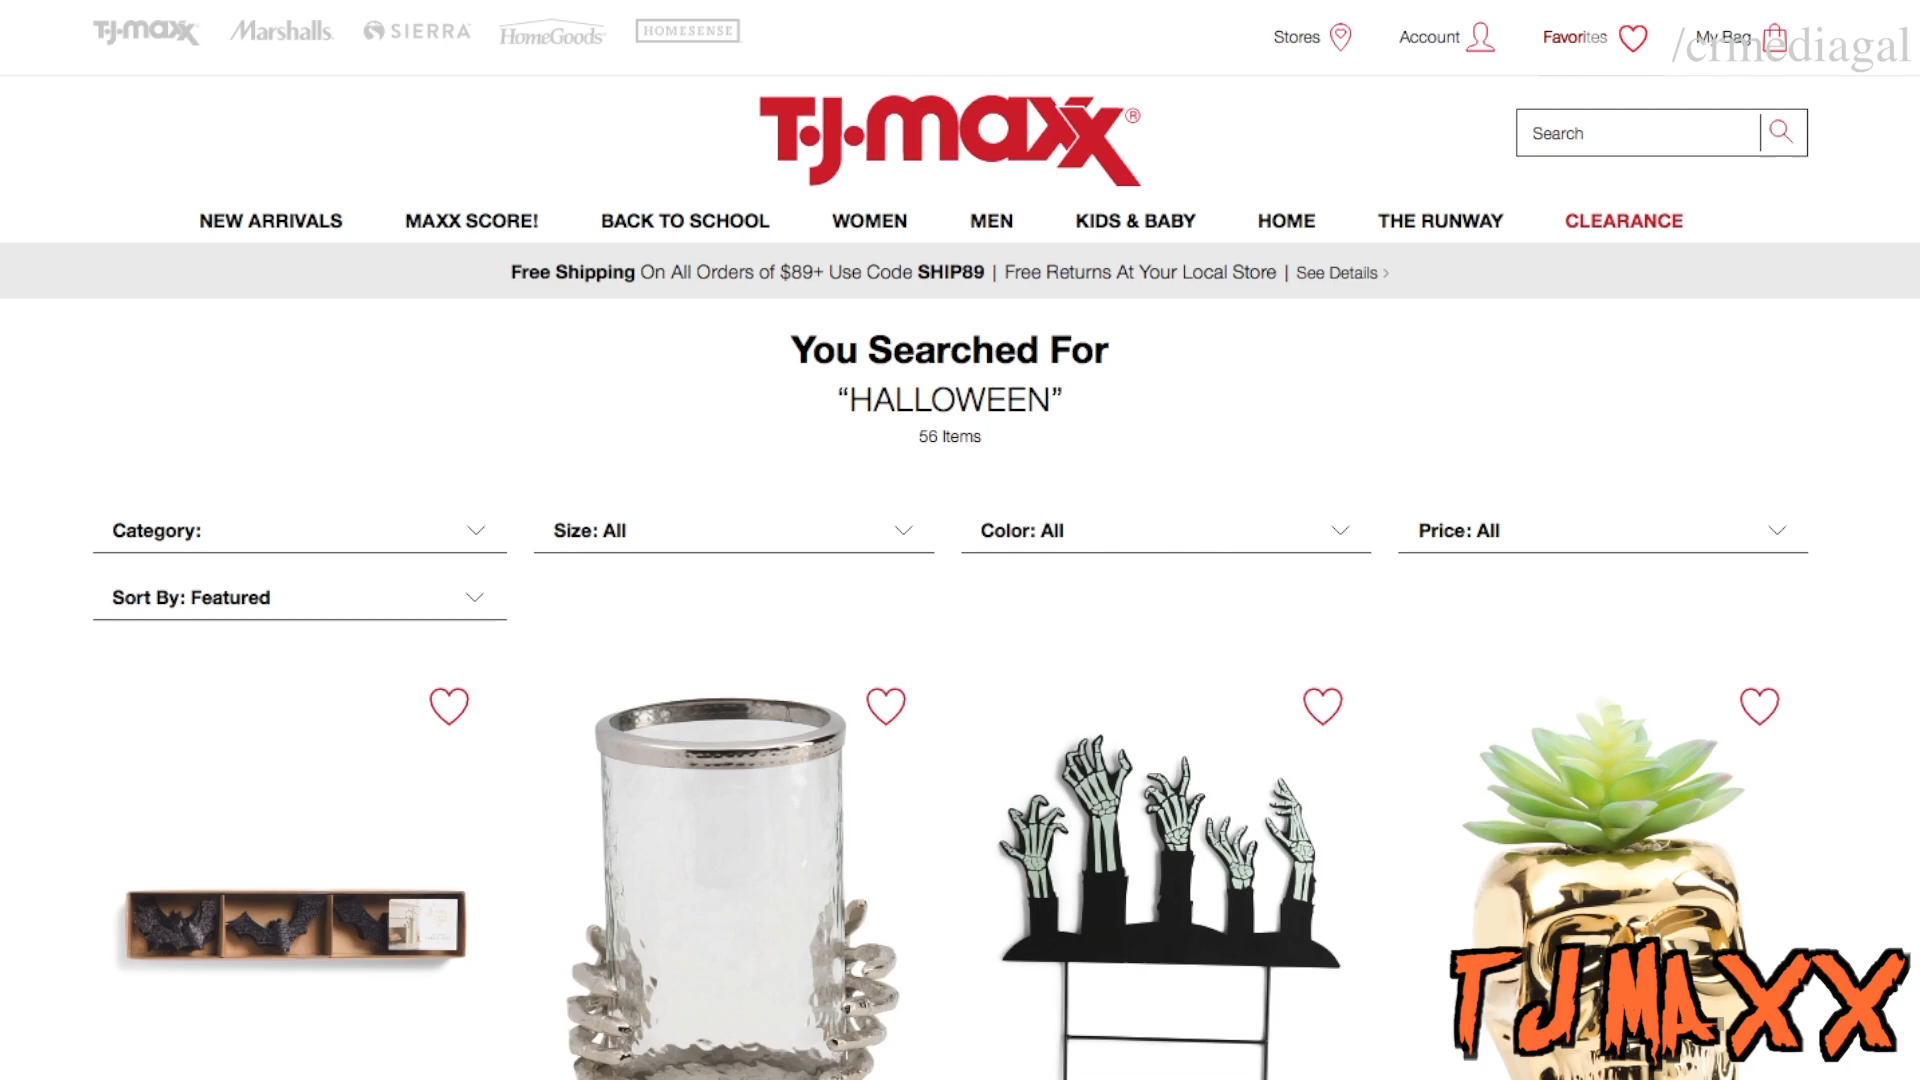 T·J·maxx Marshalls. SIERRA HomeGoods HOMESENSE
Stores Account Favorites My Bag /crmediagal
T·J·maxx®
Search
NEW ARRIVALS MAXX SCORE! BACK TO SCHOOL WOMEN MEN KIDS & BABY HOME THE RUNWAY CLEARANCE
Free Shipping On All Orders of $89+ Use Code SHIP89 | Free Returns At Your Local Store | See Details >
You Searched For
“HALLOWEEN”
56 Items
Category: Size: All Color: All Price: All
Sort By: Featured
TJ MAXX